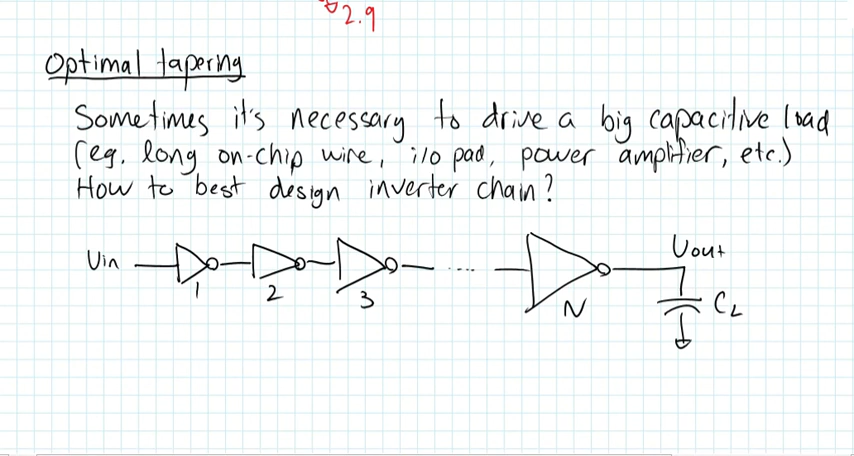 2.9
Optimal tapering
Sometimes it's necessary to drive a big capacitive load
(eg. long on-chip wire, i/o pad, power amplifier, etc.)
How to best design inverter chain?
Vin
Vout
1
2
3
....
N
CL